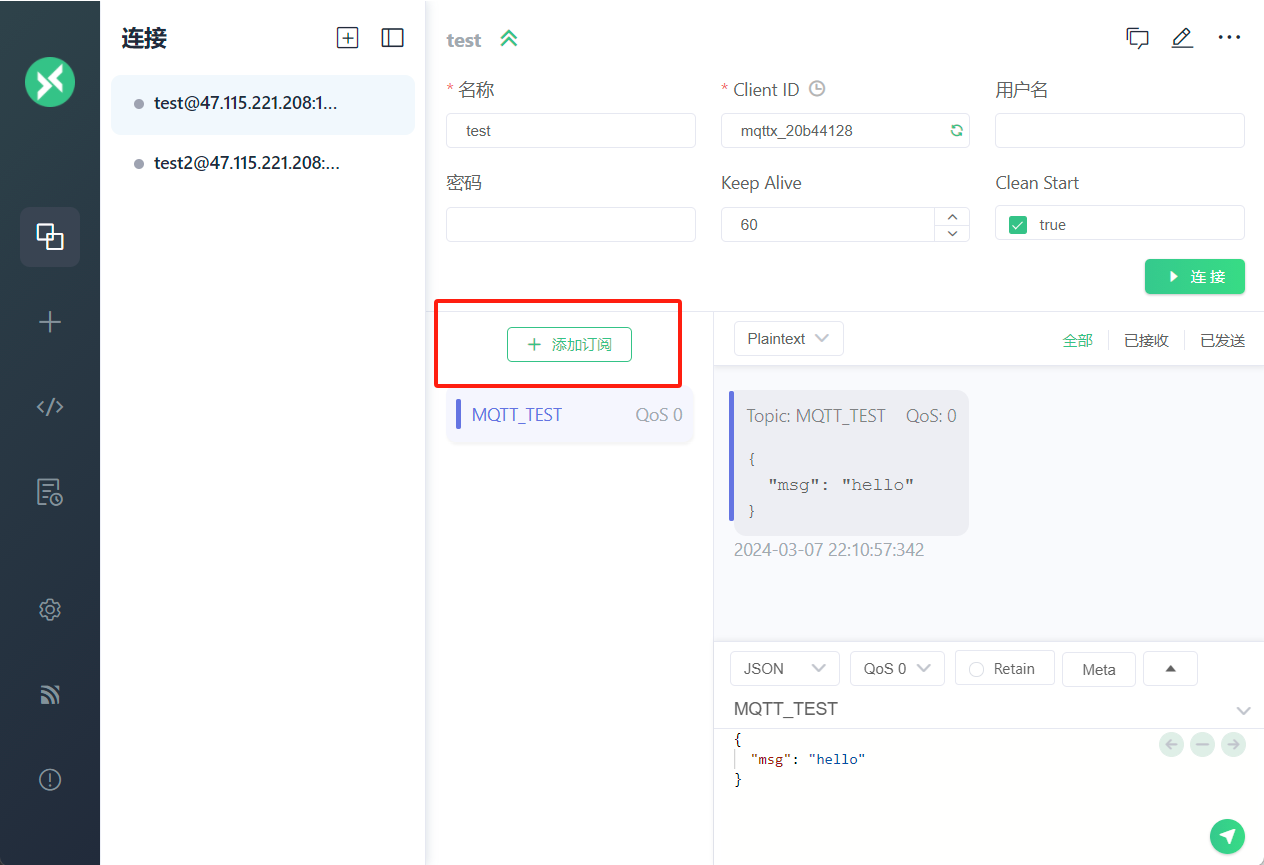 连接
test@47.115.221.208:1...
test2@47.115.221.208:...
test
* 名称
* Client ID
用户名
test
mqttx_20b44128
密码
Keep Alive
Clean Start
60
true
连 接
添加订阅
MQTT_TEST QoS 0
Plaintext
全部 已接收 已发送
Topic: MQTT_TEST QoS: 0
{
"msg": "hello"
}
2024-03-07 22:10:57:342
JSON QoS 0 Retain Meta
MQTT_TEST
{
"msg": "hello"
}